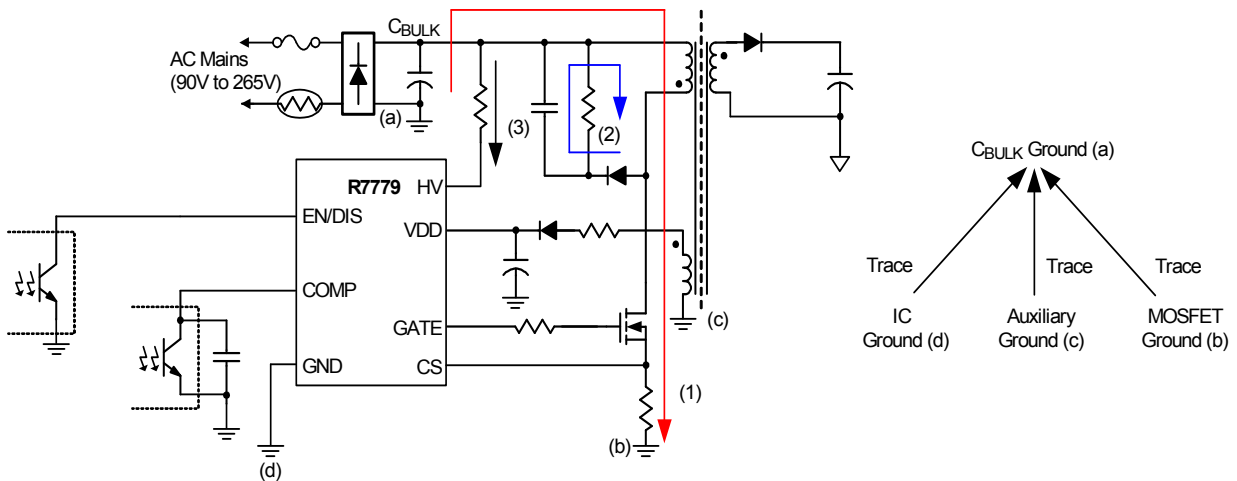 CBULK
AC Mains
(90V to 265V)
(a)
(3)
(2)
R7779
HV
EN/DIS
VDD
COMP
GATE
GND
CS
(c)
(1)
(b)
(d)
CBULK Ground (a)
Trace
Trace
Trace
IC
Ground (d)
Auxiliary
Ground (c)
MOSFET
Ground (b)